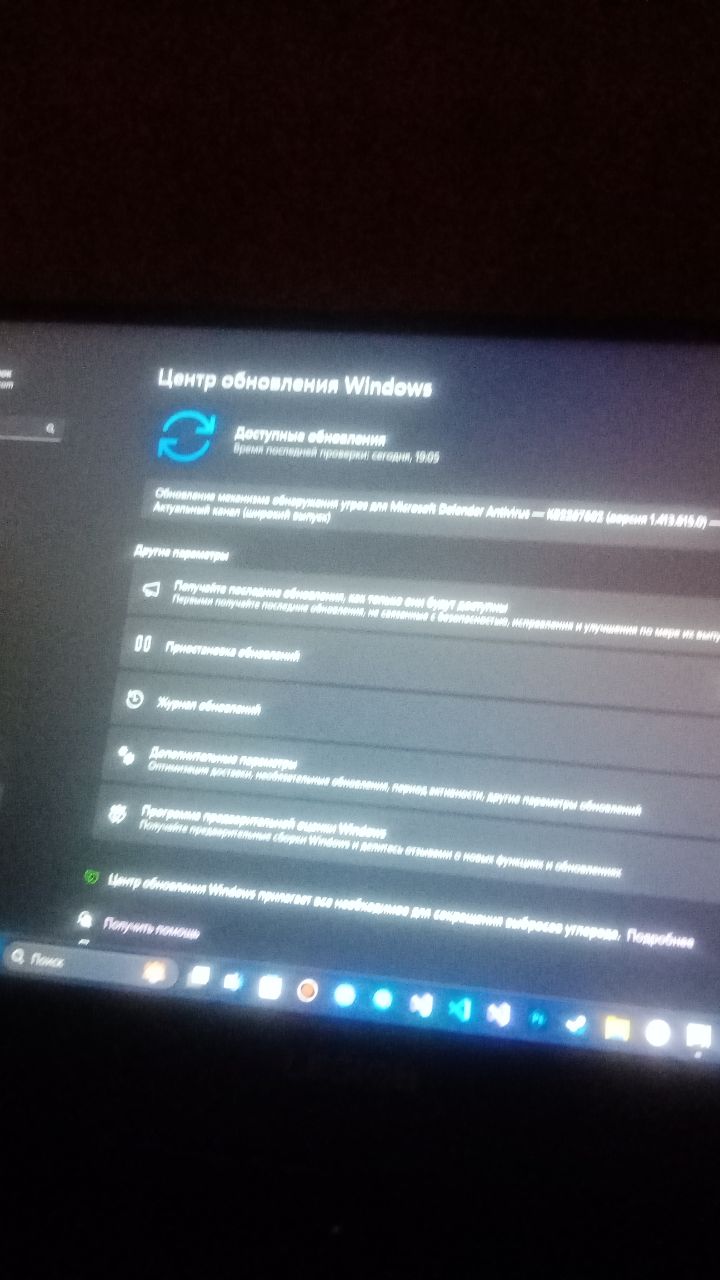 Центр обновления Windows
Доступные обновления
Время последней проверки: сегодня, 19:05
Обновление механизма обнаружения угроз для Microsoft Defender Antivirus — KB2267602 (версия 1.413.615.0) —
Актуальный канал (широкий выпуск)
Другие параметры
Получайте последние обновления, как только они будут доступны
Первыми получайте последние обновления, не связанные с безопасностью, исправления и улучшения по мере их выпу
Приостановка обновлений
Журнал обновлений
Дополнительные параметры
Оптимизация доставки, необязательные обновления, период активности, другие параметры обновлений
Программа предварительной оценки Windows
Получайте предварительные сборки Windows и делитесь отзывами о новых функциях и обновлениях
Центр обновления Windows прилагает все необходимое для сокращения выбросов углерода. Подробнее
Получить помощь
Поиск